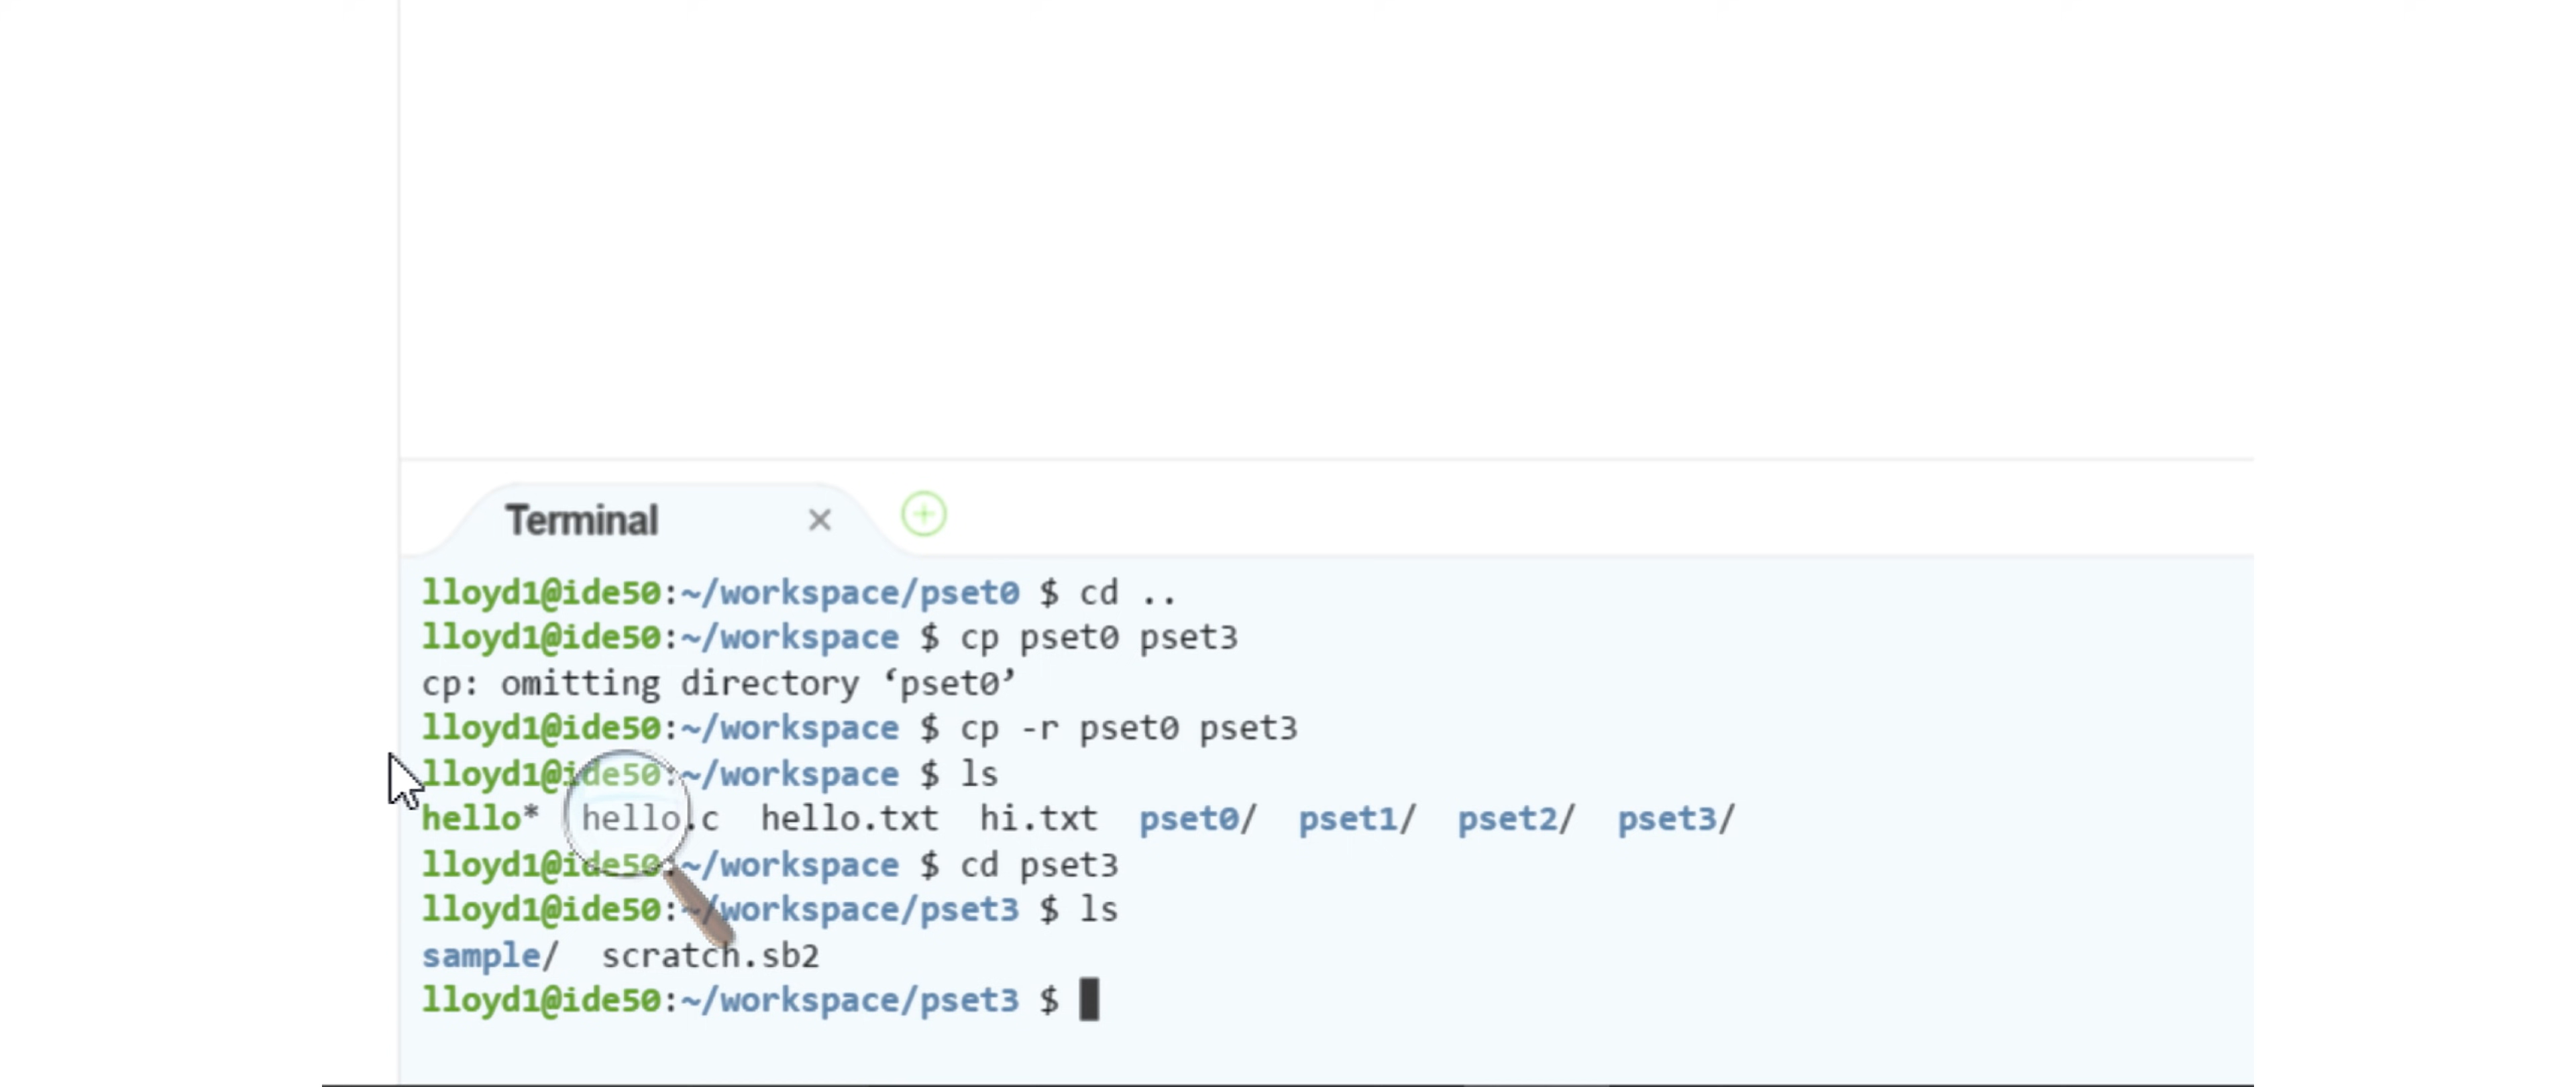 Terminal
lloyd1@ide50:~/workspace/pset0 $ cd ..
lloyd1@ide50:~/workspace $ cp pset0 pset3
cp: omitting directory ‘pset0’
lloyd1@ide50:~/workspace $ cp -r pset0 pset3
lloyd1@ide50:~/workspace $ ls
hello*  hello.c  hello.txt  hi.txt  pset0/  pset1/  pset2/  pset3/
lloyd1@ide50:~/workspace $ cd pset3
lloyd1@ide50:~/workspace/pset3 $ ls
sample/  scratch.sb2
lloyd1@ide50:~/workspace/pset3 $